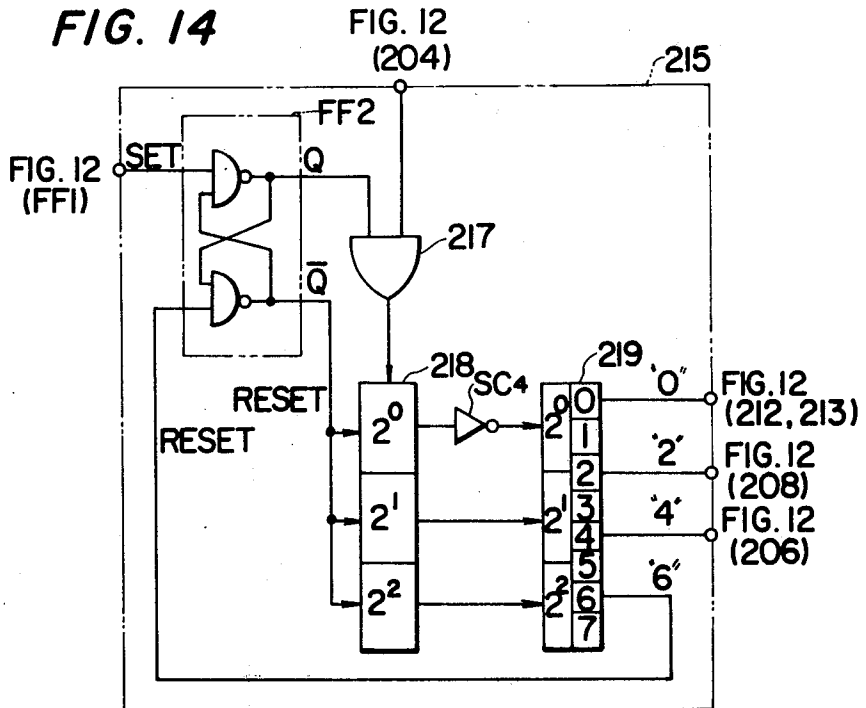 FIG. 14
FIG. 12
(204)
215
FF2
SET
Q
FIG. 12
(FF1)
217
Q̅
218
SC4
219
RESET
RESET
2⁰
2¹
2²
2⁰
2¹
2²
0
1
2
3
4
5
6
7
"0"
FIG. 12
(212, 213)
"2"
FIG. 12
(208)
"4"
FIG. 12
(206)
"6"